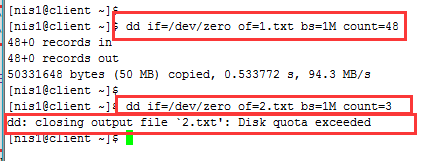 [nis1@client ~]$
[nis1@client ~]$ dd if=/dev/zero of=1.txt bs=1M count=48
48+0 records in
48+0 records out
50331648 bytes (50 MB) copied, 0.533772 s, 94.3 MB/s
[nis1@client ~]$
[nis1@client ~]$ dd if=/dev/zero of=2.txt bs=1M count=3
dd: closing output file `2.txt': Disk quota exceeded
[nis1@client ~]$